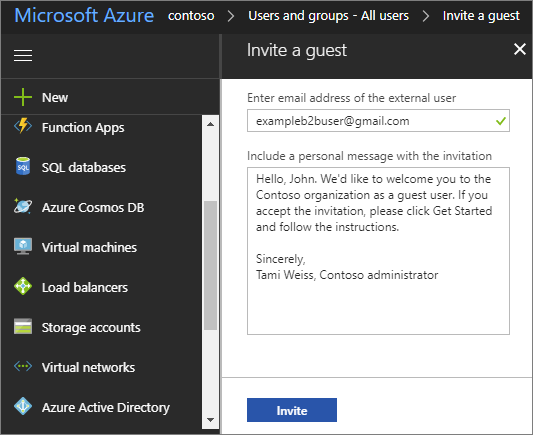 Microsoft Azure contoso > Users and groups - All users > Invite a guest
Invite a guest
New
Function Apps
SQL databases
Azure Cosmos DB
Virtual machines
Load balancers
Storage accounts
Virtual networks
Azure Active Directory
Enter email address of the external user
exampleb2buser@gmail.com
Include a personal message with the invitation
Hello, John. We'd like to welcome you to the
Contoso organization as a guest user. If you
accept the invitation, please click Get Started
and follow the instructions.
Sincerely,
Tami Weiss, Contoso administrator
Invite